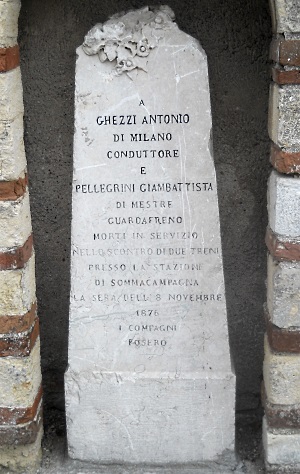 A
GHEZZI ANTONIO
DI MILANO
CONDUTTORE
E
PELLEGRINI GIAMBATTISTA
DI MESTRE
GUARDAFRENO
MORTI IN SERVIZIO
NELLO SCONTRO DI DUE TRENI
PRESSO LA STAZIONE
DI SOMMACAMPAGNA
LA SERA DELL' 8 NOVEMBRE
1876
I COMPAGNI
POSERO